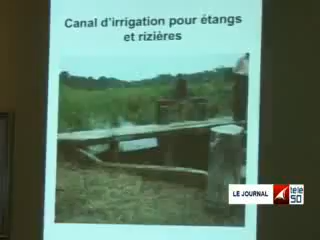 Canal d'irrigation pour étangs
et rizières
LE JOURNAL
télé
50